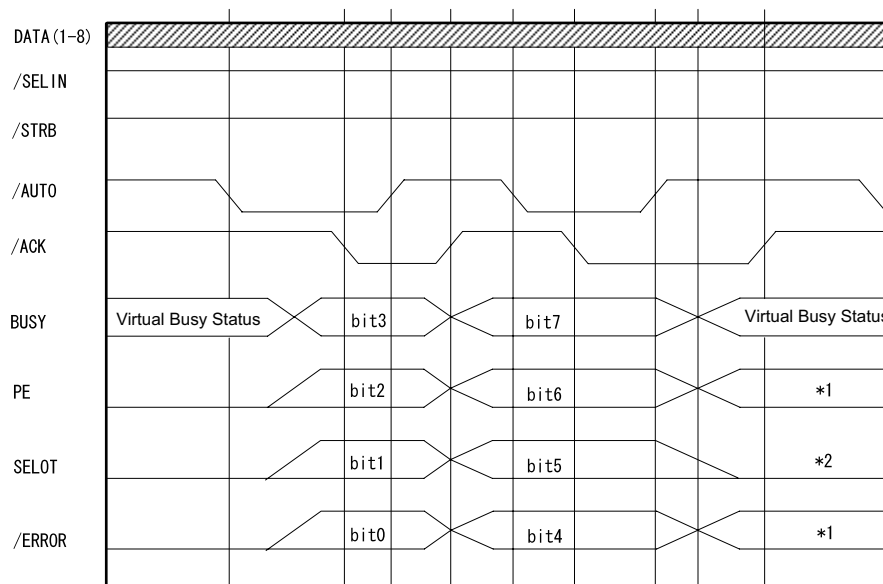 DATA(1-8)
/SELIN
/STRB
/AUTO
/ACK
BUSY Virtual Busy Status bit3 bit7 Virtual Busy Status
PE bit2 bit6 *1
SELOT bit1 bit5 *2
/ERROR bit0 bit4 *1